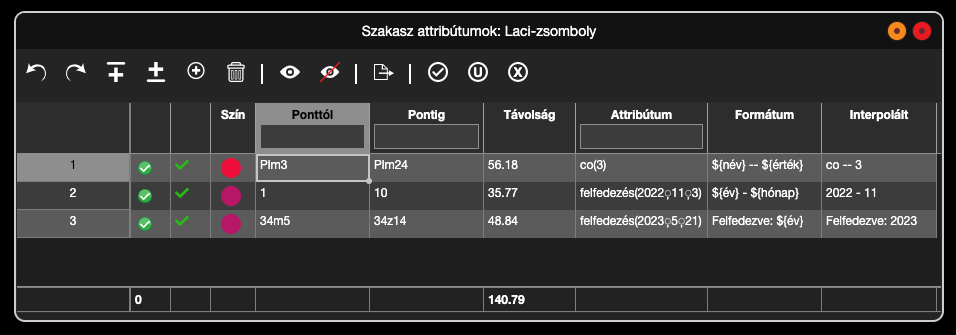 Szakasz attribútumok: Laci-zsomboly
Szín Ponttól Pontig Távolság Attribútum Formátum Interpolált
1 Plm3 Plm24 56.18 co(3) ${név} -- ${érték} co -- 3
2 1 10 35.77 felfedezés(2022⚲11⚲3) ${év} - ${hónap} 2022 - 11
3 34m5 34z14 48.84 felfedezés(2023⚲5⚲21) Felfedezve: ${év} Felfedezve: 2023
0 140.79